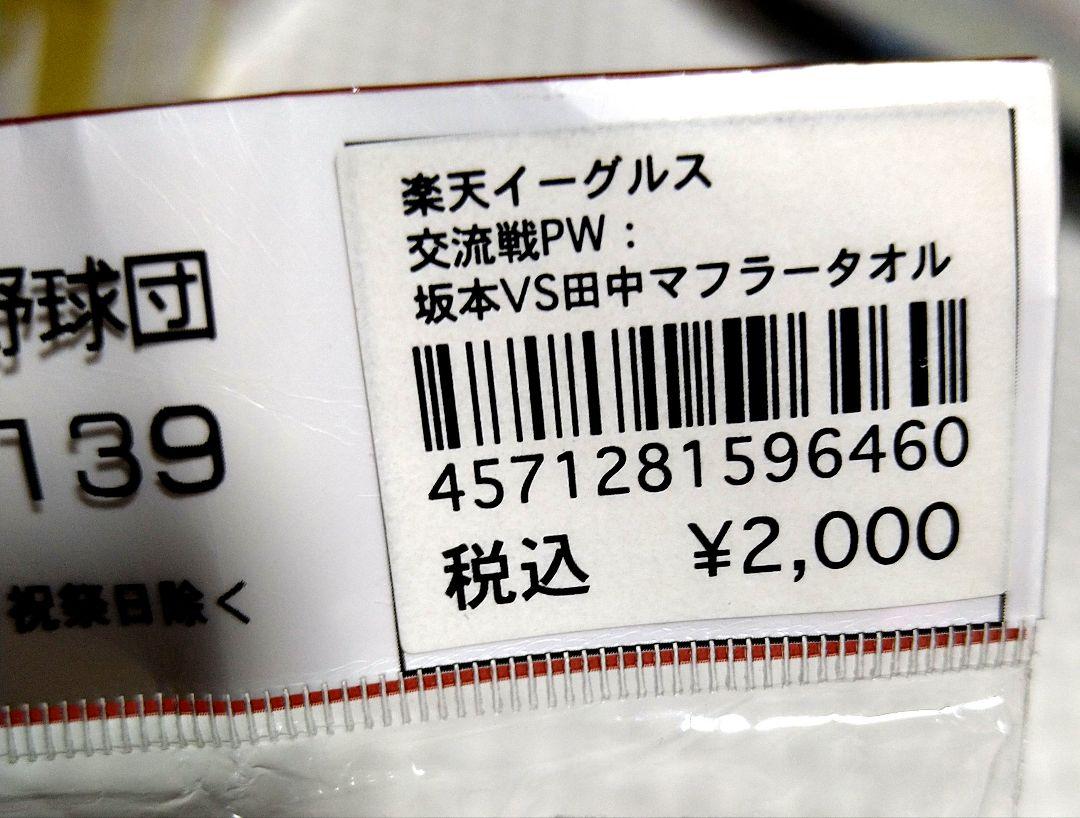 楽天イーグルス
交流戦PW：
坂本VS田中マフラータオル
4571281596460
税込 ¥2,000
野球団
139
祝祭日除く